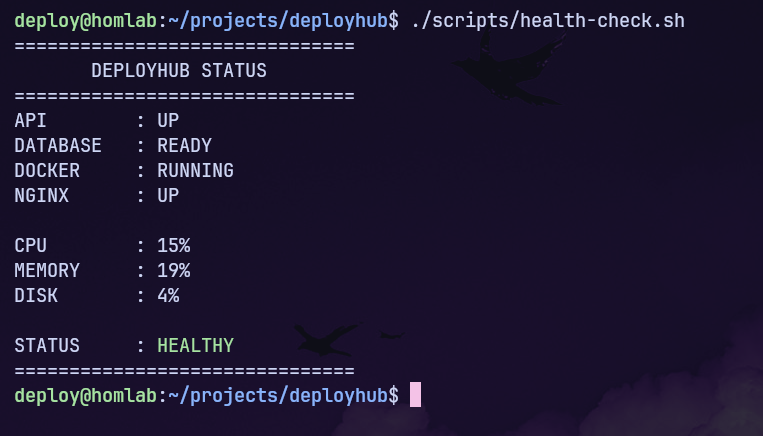 deploy@homlab:~/projects/deployhub$ ./scripts/health-check.sh
===============================
       DEPLOYHUB STATUS
===============================
API        : UP
DATABASE   : READY
DOCKER     : RUNNING
NGINX      : UP

CPU        : 15%
MEMORY     : 19%
DISK       : 4%

STATUS     : HEALTHY
===============================
deploy@homlab:~/projects/deployhub$